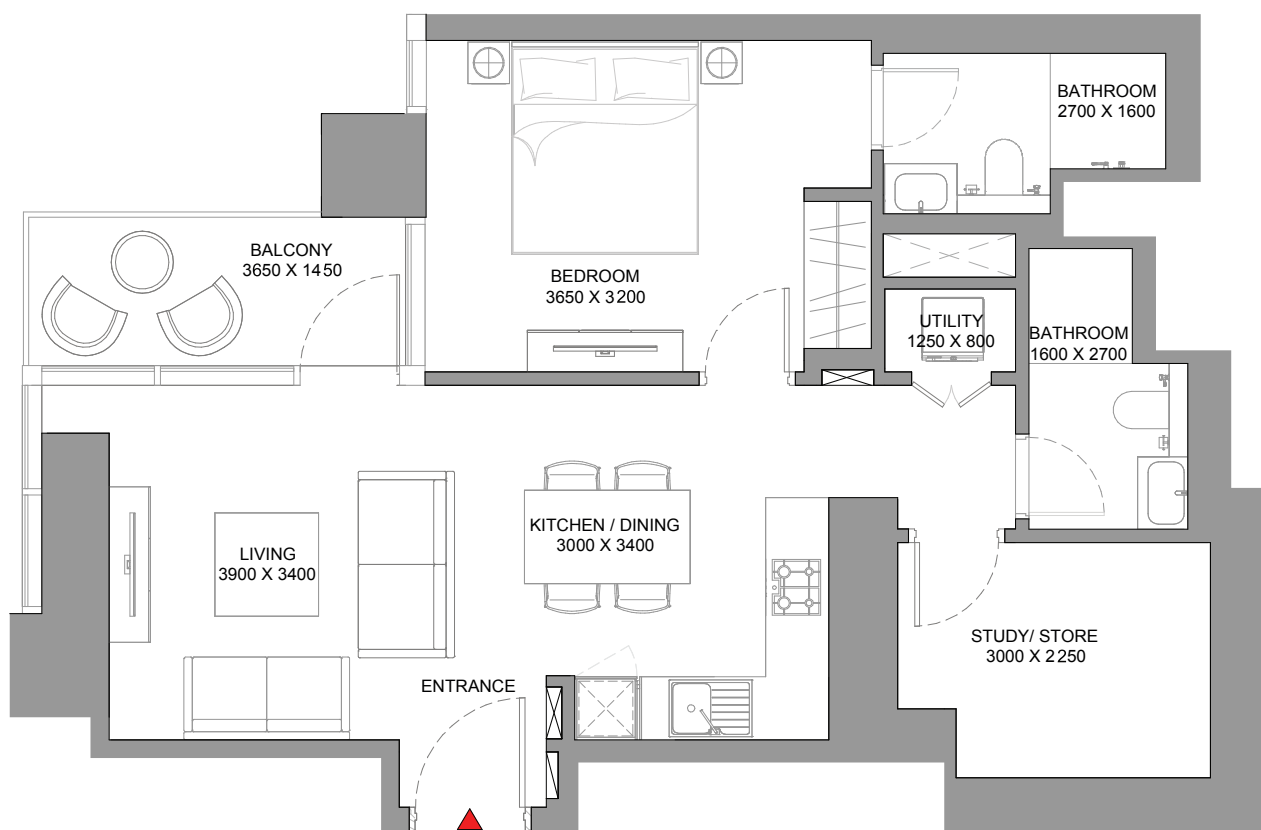 BATHROOM
2700 X 1600
BALCONY
3650 X 1450
BEDROOM
3650 X 3200
UTILITY
1250 X 800
BATHROOM
1600 X 2700
KITCHEN / DINING
3000 X 3400
LIVING
3900 X 3400
STUDY/ STORE
3000 X 2250
ENTRANCE